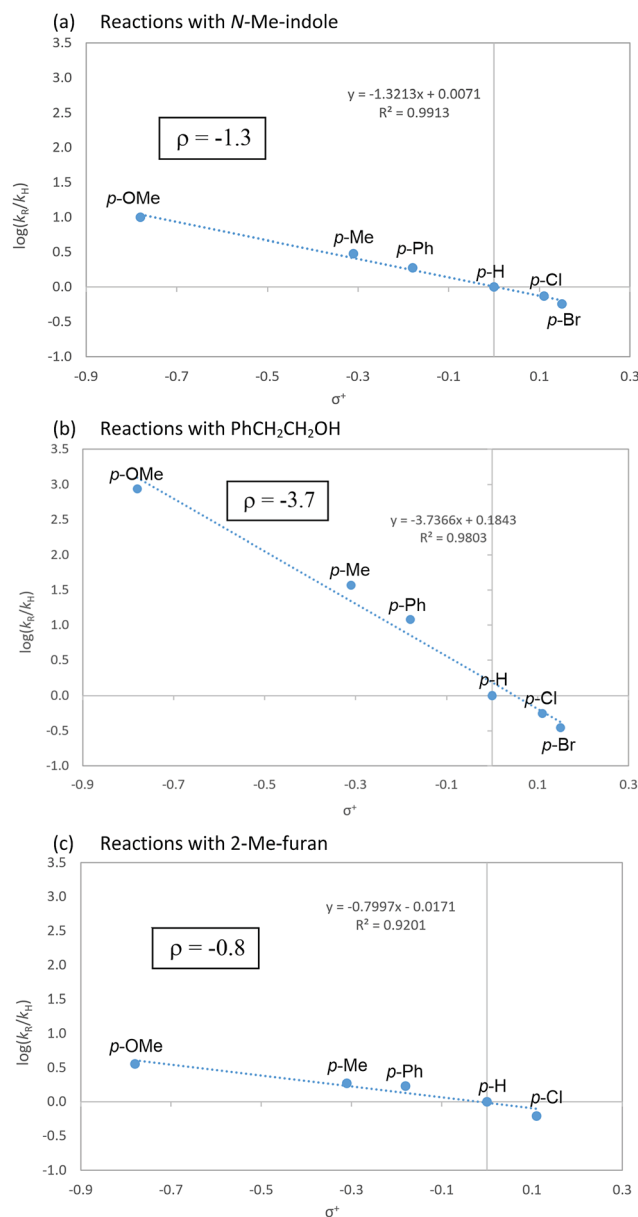 (a) Reactions with N-Me-indole
3.5
3.0
2.5
2.0
1.5
1.0
0.5
0.0
-0.5
-1.0
log(kR/kH)
y = -1.3213x + 0.0071
R² = 0.9913
ρ = -1.3
p-OMe
p-Me
p-Ph
p-H
p-Cl
p-Br
-0.9 -0.7 -0.5 -0.3 -0.1 0.1 0.3
σ⁺
(b) Reactions with PhCH₂CH₂OH
3.5
3.0
2.5
2.0
1.5
1.0
0.5
0.0
-0.5
-1.0
log(kR/kH)
p-OMe
ρ = -3.7
y = -3.7366x + 0.1843
R² = 0.9803
p-Me
p-Ph
p-H
p-Cl
p-Br
-0.9 -0.7 -0.5 -0.3 -0.1 0.1 0.3
σ⁺
(c) Reactions with 2-Me-furan
3.5
3.0
2.5
2.0
1.5
1.0
0.5
0.0
-0.5
-1.0
log(kR/kH)
y = -0.7997x - 0.0171
R² = 0.9201
ρ = -0.8
p-OMe
p-Me
p-Ph
p-H
p-Cl
-0.9 -0.7 -0.5 -0.3 -0.1 0.1 0.3
σ⁺